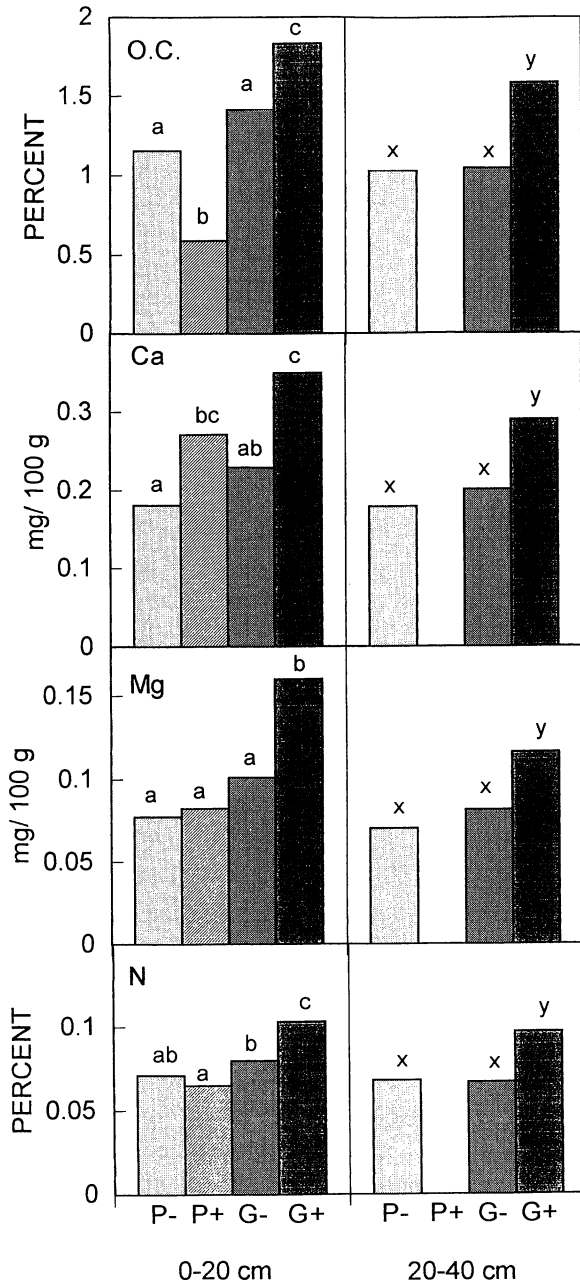 2
O.C.
c
a
y
1.5
a
x
x
1
b
0.5
0
PERCENT
Ca
c
0.3
bc
y
ab
a
x
x
0.2
0.1
0
mg/ 100 g
Mg
b
0.15
a
a
a
y
x
x
0.1
0.05
0
mg/ 100 g
N
c
y
0.1
ab
a
b
x
x
0.05
0
PERCENT
P- P+ G- G+ P- P+ G- G+
0-20 cm 20-40 cm